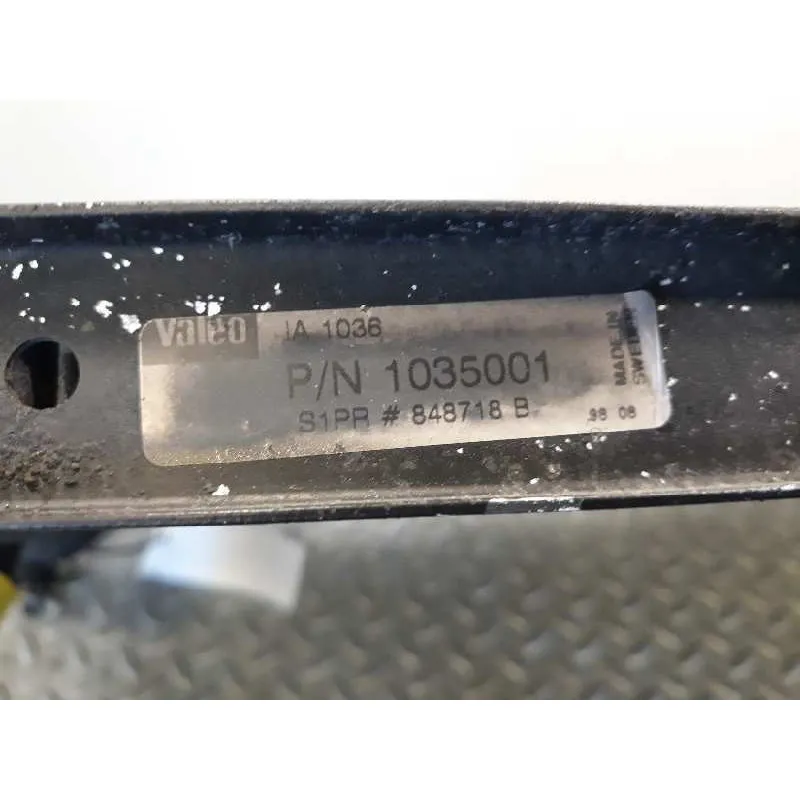 Valeo IA 1036
P/N 1035001
S1PR # 848718 B 98 08
MADE IN
SWEDEN